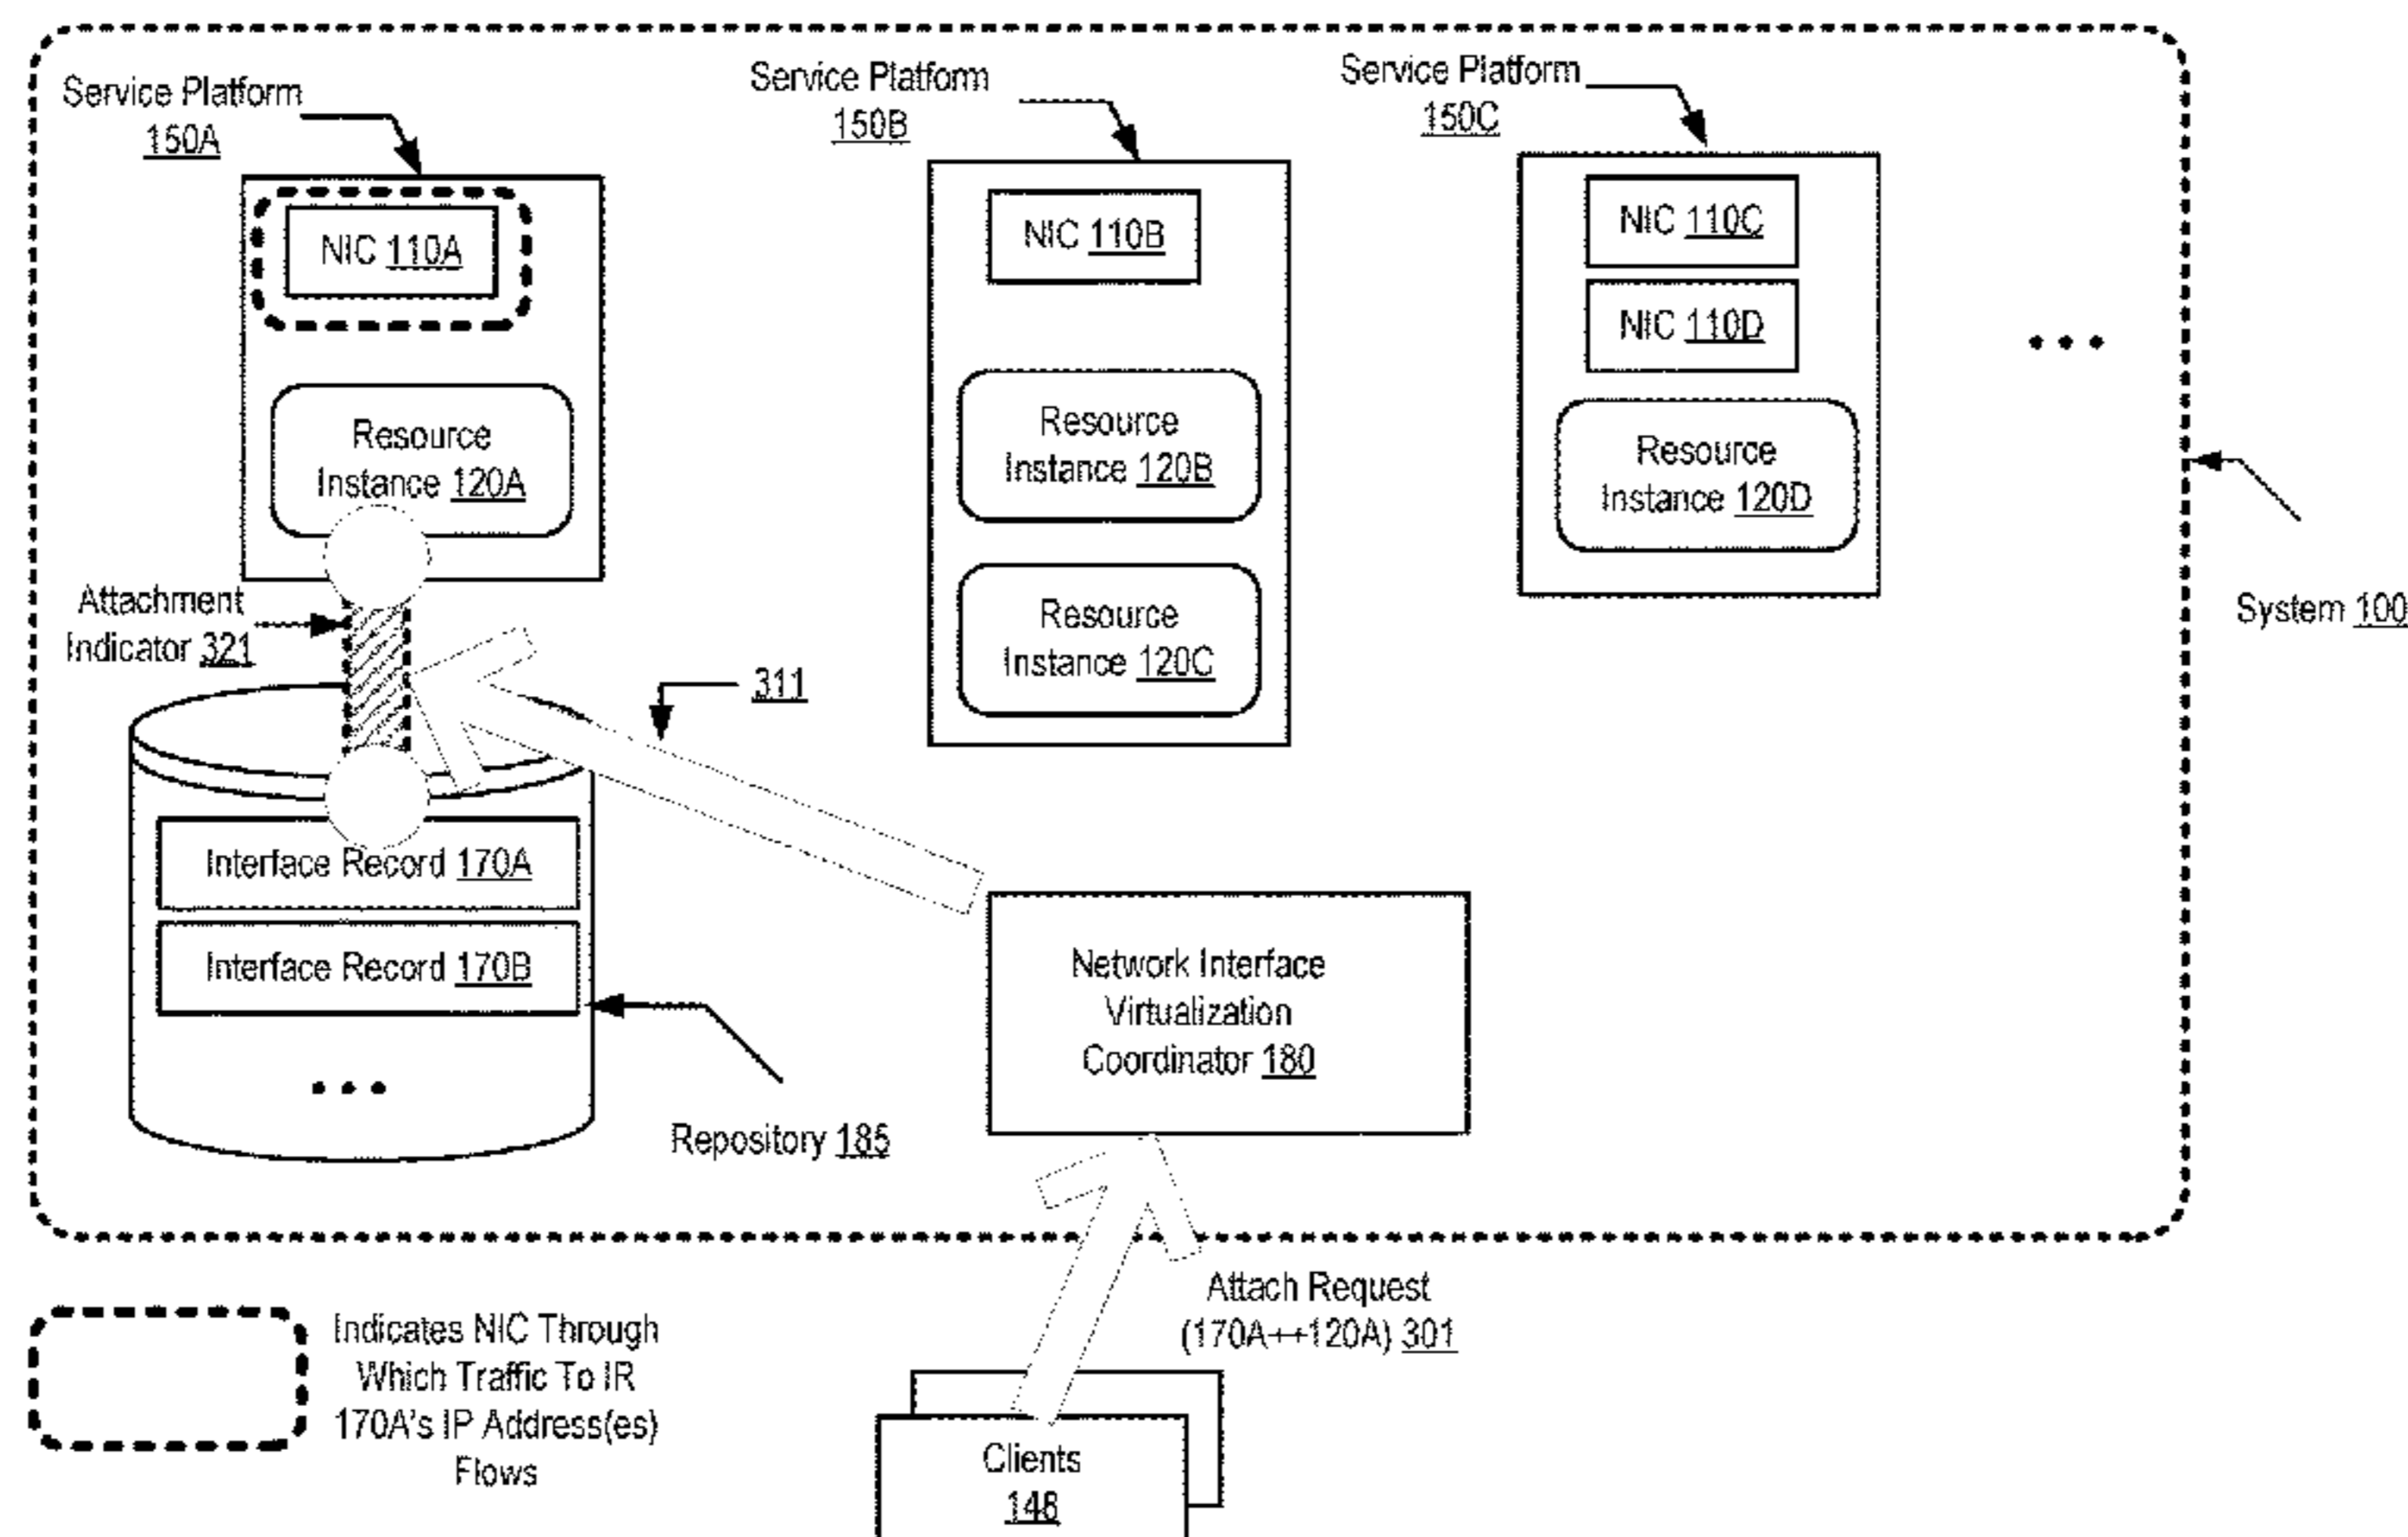 Service Platform
150A
Service Platform
150B
Service Platform
150C
NIC 110A
NIC 110B
NIC 110C
NIC 110D
Resource
Instance 120A
Resource
Instance 120B
Resource
Instance 120C
Resource
Instance 120D
• • •
System 100
Attachment
Indicator 321
311
Interface Record 170A
Interface Record 170B
• • •
Repository 185
Network Interface
Virtualization
Coordinator 180
Attach Request
(170A↔120A) 301
Indicates NIC Through
Which Traffic To IR
170A's IP Address(es)
Flows
Clients
148